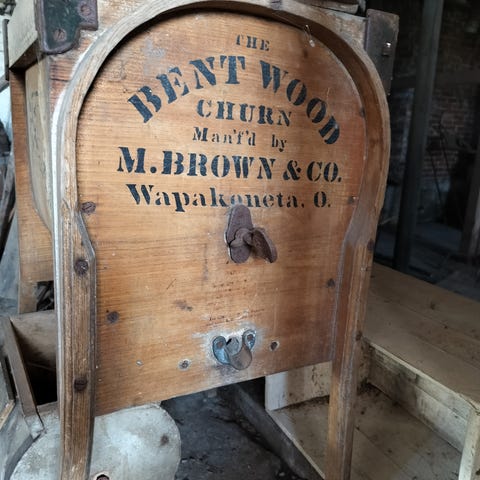 THE
BENT WOOD
CHURN
Man'f'd by
M. BROWN & CO.
Wapakoneta, O.